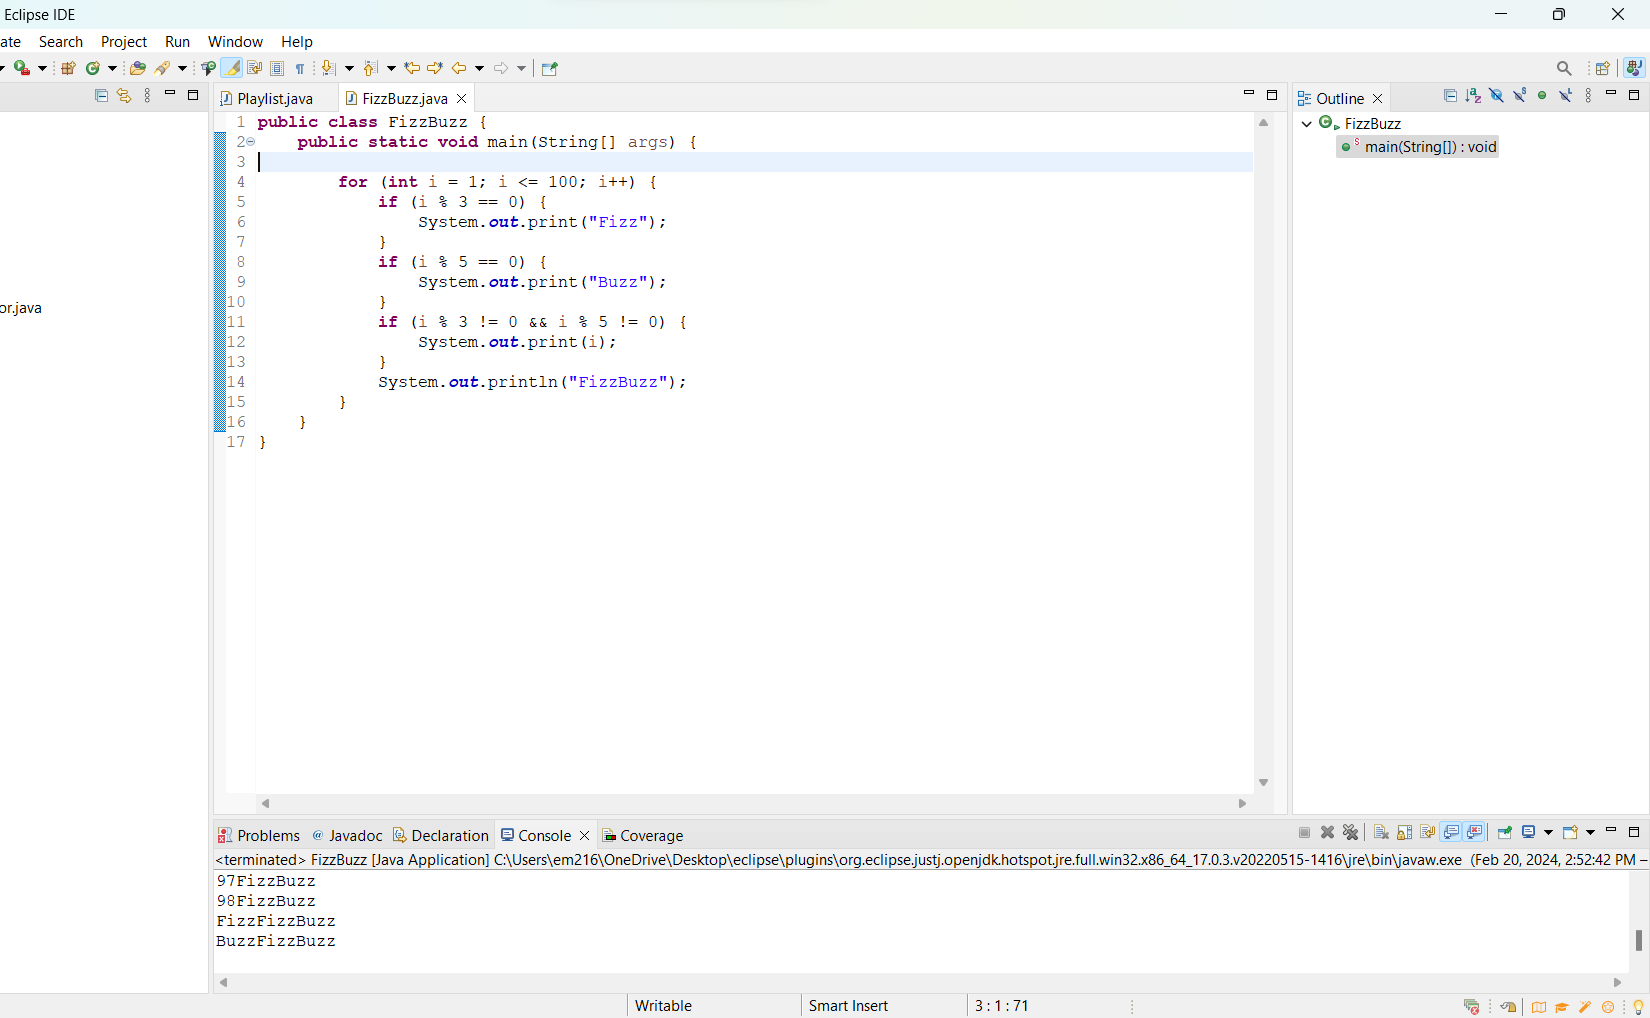 Eclipse IDE
ate Search Project Run Window Help
Playlist.java FizzBuzz.java Outline
1 public class FizzBuzz {
2 public static void main(String[] args) {
3
4 for (int i = 1; i <= 100; i++) {
5 if (i % 3 == 0) {
6 System.out.print("Fizz");
7 }
8 if (i % 5 == 0) {
9 System.out.print("Buzz");
10 }
11 if (i % 3 != 0 && i % 5 != 0) {
12 System.out.print(i);
13 }
14 System.out.println("FizzBuzz");
15 }
16 }
17 }
or.java
FizzBuzz
main(String[]) : void
Problems @ Javadoc Declaration Console Coverage
<terminated> FizzBuzz [Java Application] C:\Users\em216\OneDrive\Desktop\eclipse\plugins\org.eclipse.justj.openjdk.hotspot.jre.full.win32.x86_64_17.0.3.v20220515-1416\jre\bin\javaw.exe (Feb 20, 2024, 2:52:42 PM –
97FizzBuzz
98FizzBuzz
FizzFizzBuzz
BuzzFizzBuzz
Writable Smart Insert 3 : 1 : 71